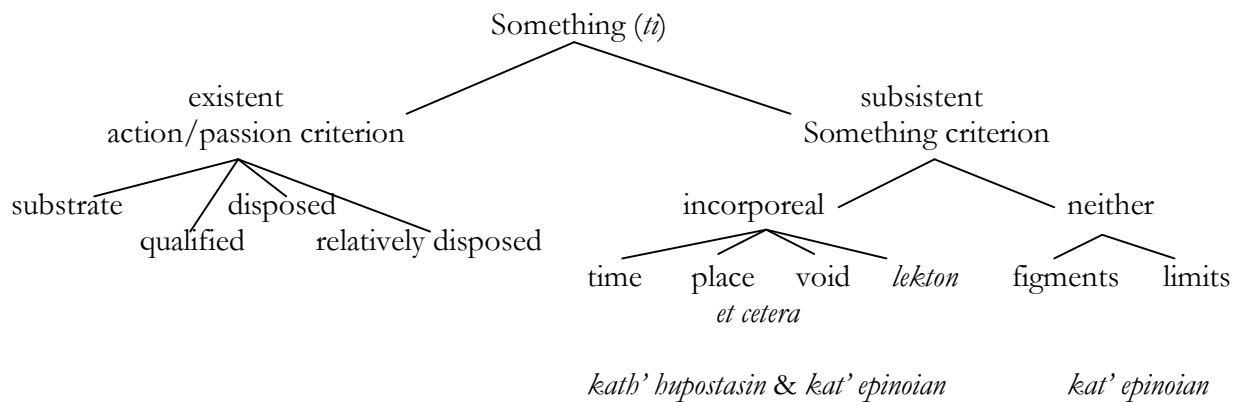 Something (ti)
existent
action/passion criterion
subsistent
Something criterion
substrate
disposed
qualified
relatively disposed
incorporeal
neither
time place void lekton
et cetera
figments limits
kath’ hupostasin & kat’ epinoian
kat’ epinoian